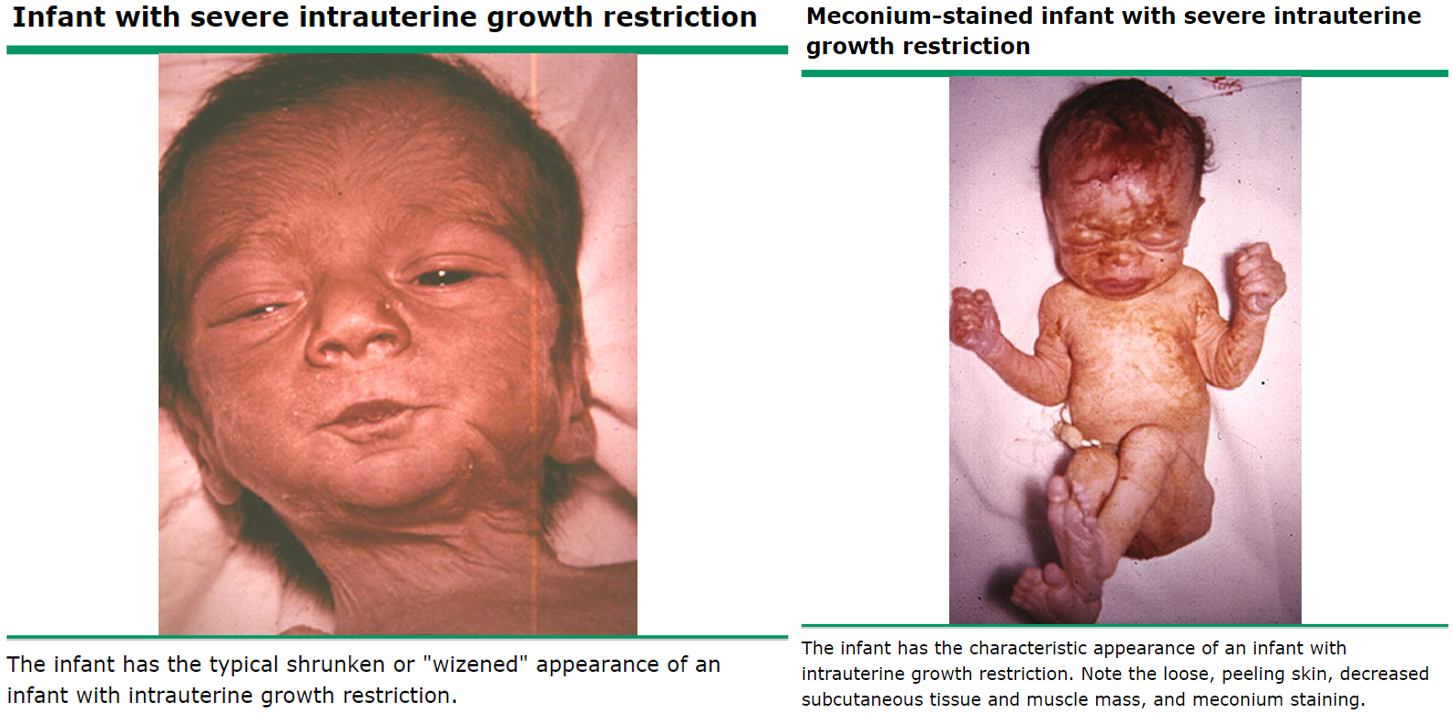 Infant with severe intrauterine growth restriction
The infant has the typical shrunken or "wizened" appearance of an
infant with intrauterine growth restriction.
Meconium-stained infant with severe intrauterine
growth restriction
The infant has the characteristic appearance of an infant with
intrauterine growth restriction. Note the loose, peeling skin, decreased
subcutaneous tissue and muscle mass, and meconium staining.